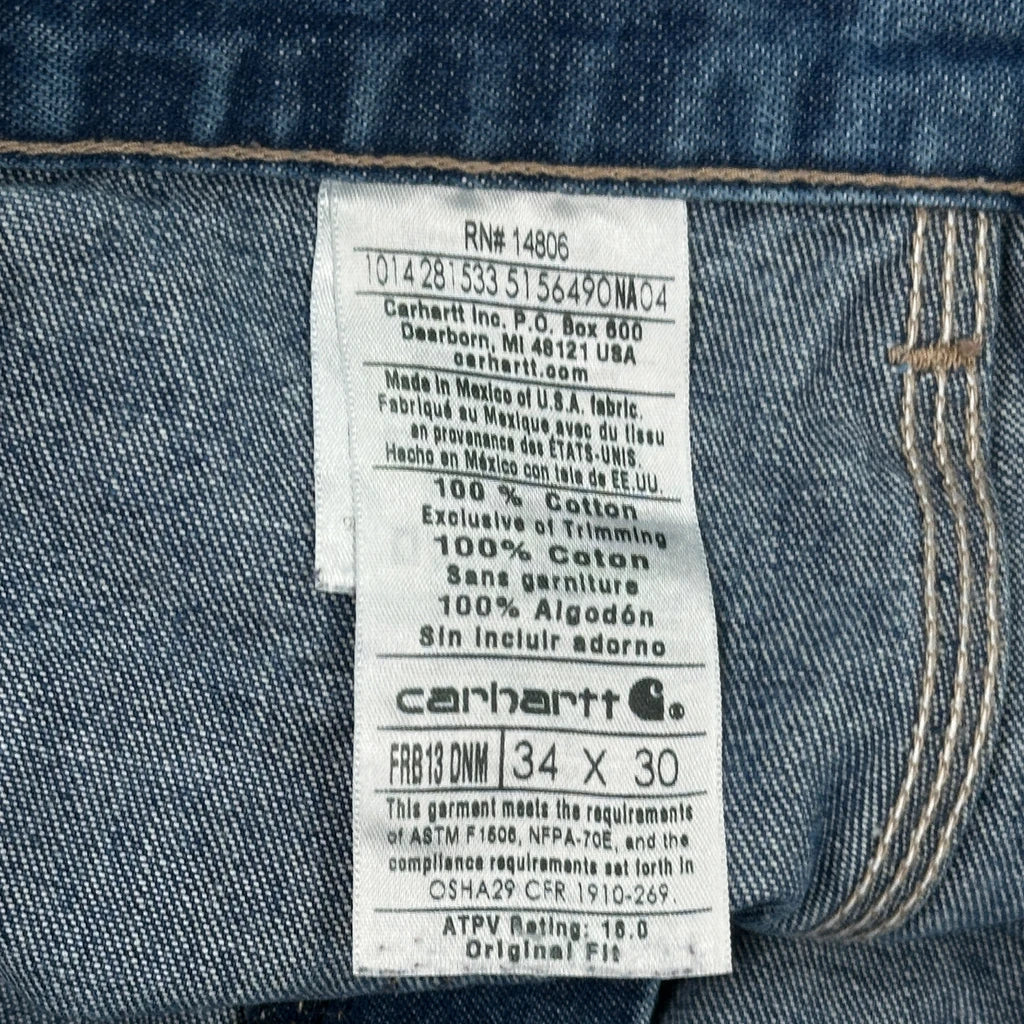 RN# 14806
1014281533 5156490NA04
Carhartt Inc. P.O. Box 600
Dearborn, MI 48121 USA
carhartt.com
Made in Mexico of U.S.A. fabric.
Fabriqué au Mexique avec du tissu
en provenance des ÉTATS-UNIS.
Hecho en México con tela de EE.UU.
100 % Cotton
Exclusive of Trimming
100% Coton
Sans garniture
100% Algodón
Sin incluir adorno
carhartt ®
FRB13 DNM 34 X 30
This garment meets the requirements
of ASTM F1506, NFPA-70E, and the
compliance requirements set forth in
OSHA29 CFR 1910-269.
ATPV Rating: 18.0
Original Fit